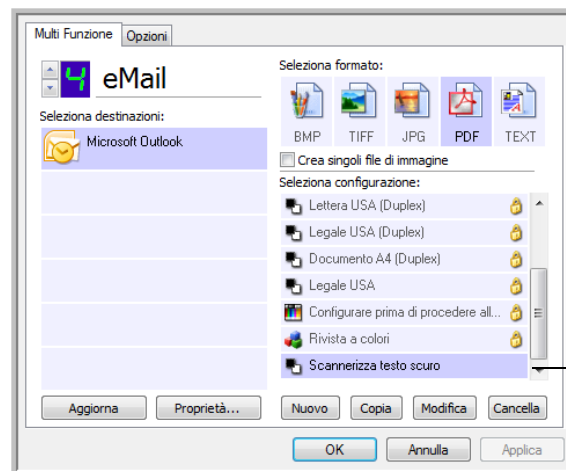 Multi Funzione Opzioni
4 eMail
Seleziona destinazioni:
Microsoft Outlook
Aggiorna Proprietà...
Seleziona formato:
BMP TIFF JPG PDF TEXT
Crea singoli file di immagine
Seleziona configurazione:
Lettera USA (Duplex)
Legale USA (Duplex)
Documento A4 (Duplex)
Legale USA
Configurare prima di procedere all...
Rivista a colori
Scannerizza testo scuro
Nuovo Copia Modifica Cancella
OK Annulla Applica